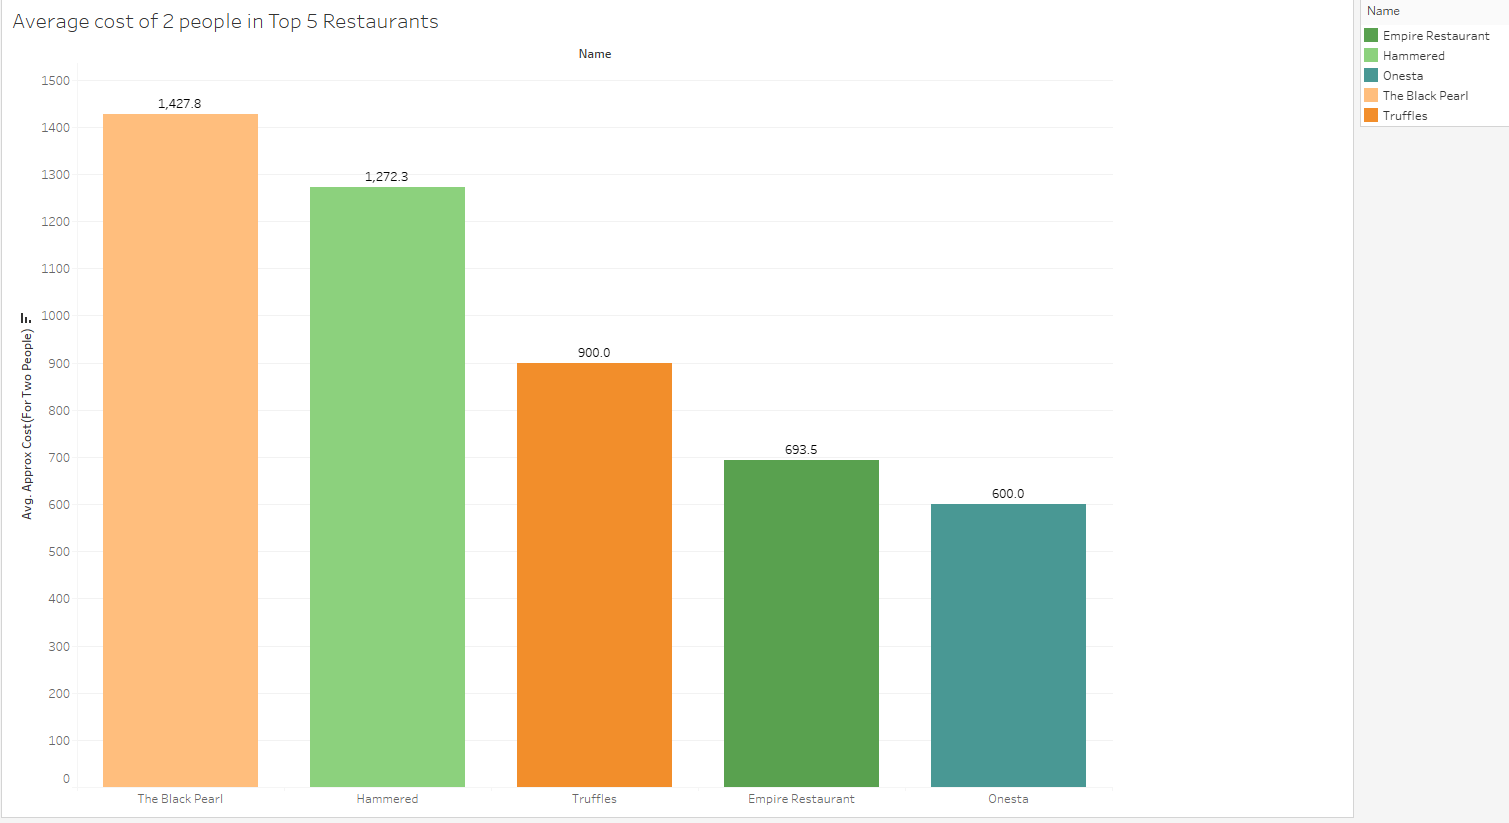 Average cost of 2 people in Top 5 Restaurants
Name
1500
1400
1300
1200
1100
1000
900
800
700
600
500
400
300
200
100
0
Avg. Approx Cost(For Two People)
1,427.8
1,272.3
900.0
693.5
600.0
The Black Pearl
Hammered
Truffles
Empire Restaurant
Onesta
Name
Empire Restaurant
Hammered
Onesta
The Black Pearl
Truffles